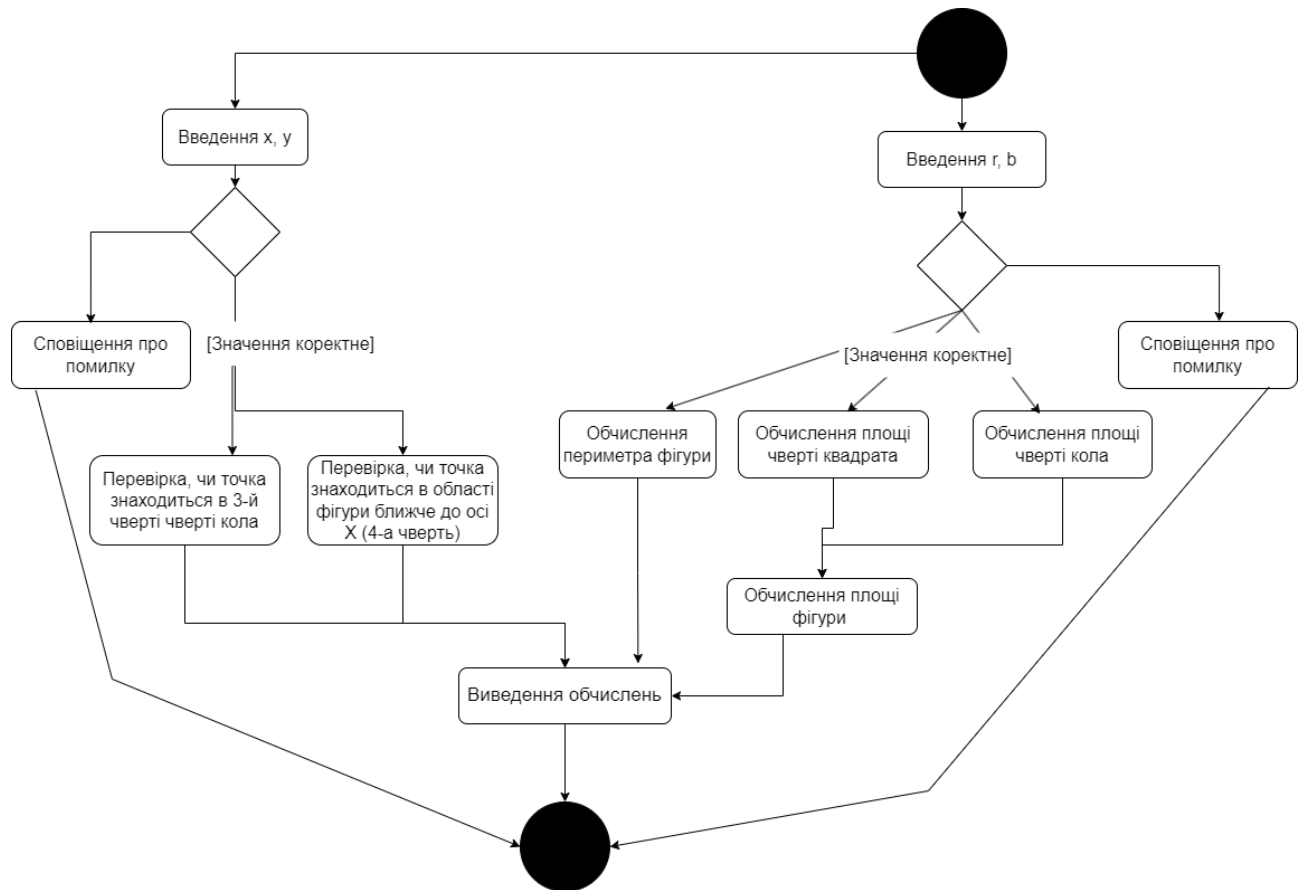 Введення x, y
Введення r, b
Сповіщення про
помилку
[Значення коректне]
[Значення коректне]
Сповіщення про
помилку
Обчислення
периметра фігури
Обчислення площі
чверті квадрата
Обчислення площі
чверті кола
Перевірка, чи точка
знаходиться в 3-й
чверті чверті кола
Перевірка, чи точка
знаходиться в області
фігури ближче до осі
X (4-а чверть)
Обчислення площі
фігури
Виведення обчислень